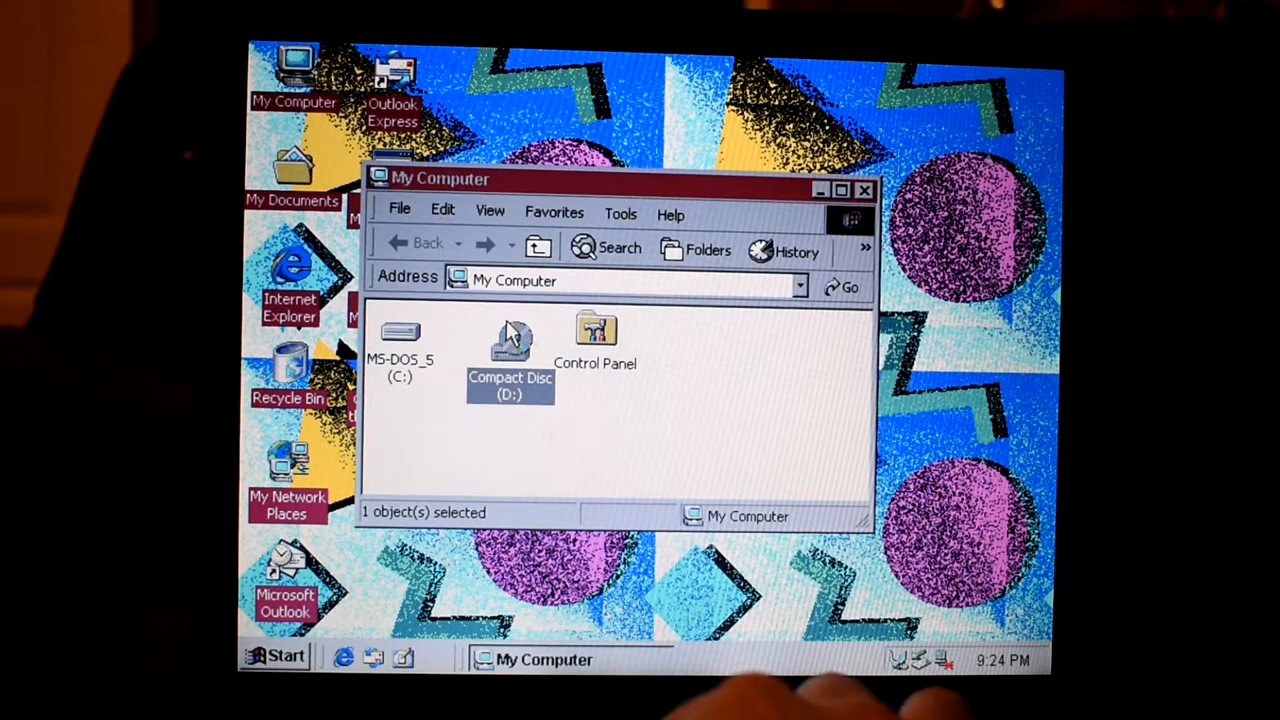 My Computer
Outlook
Express
My Documents
Internet
Explorer
Recycle Bin
My Network
Places
Microsoft
Outlook
My Computer
File Edit View Favorites Tools Help
Back Search Folders History »
Address My Computer Go
MS-DOS_5
(C:)
Compact Disc
(D:)
Control Panel
1 object(s) selected My Computer
Start My Computer 9:24 PM